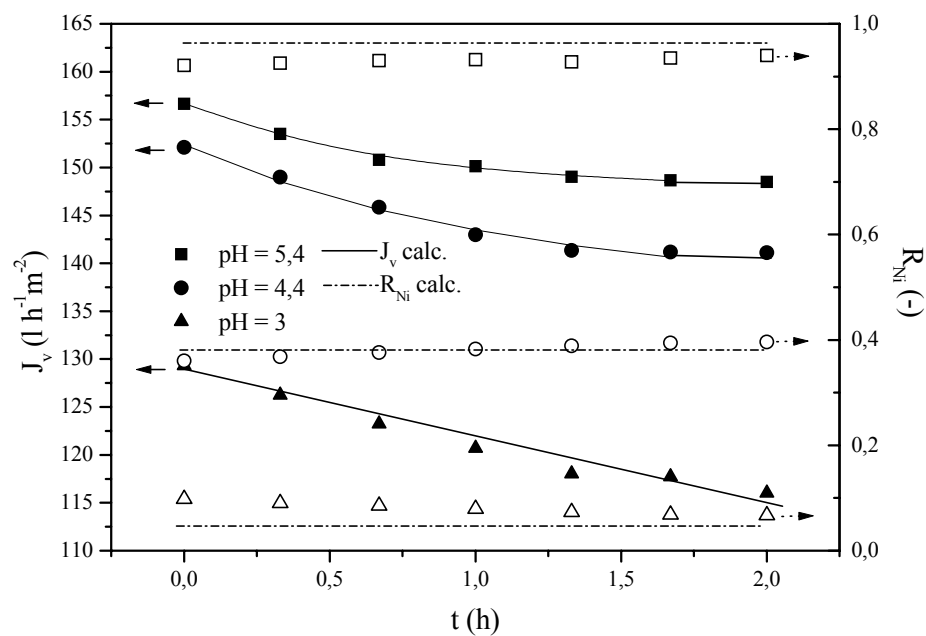 165
160
155
150
145
140
135
130
125
120
115
110
J_v (l h^-1 m^-2)
pH = 5,4
pH = 4,4
pH = 3
J_v calc.
R_Ni calc.
1,0
0,8
0,6
0,4
0,2
0,0
R_Ni (-)
0,0 0,5 1,0 1,5 2,0
t (h)